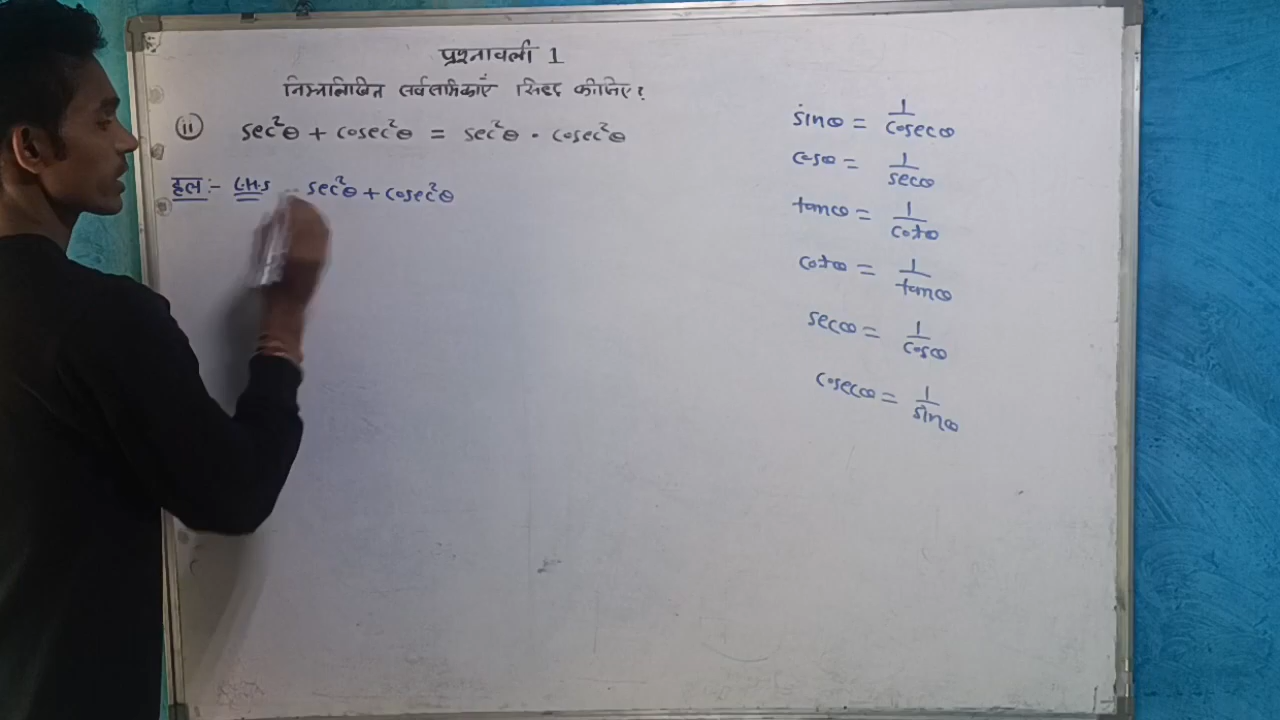 प्रश्नावली 1
निम्नलिखित सर्वसमिकाएँ सिद्ध कीजिए?
(ii) sec²θ + cosec²θ = sec²θ · cosec²θ
हल:- L.H.S sec²θ + cosec²θ
sinθ = 1/cosecθ
cosθ = 1/secθ
tanθ = 1/cotθ
cotθ = 1/tanθ
secθ = 1/cosθ
cosecθ = 1/sinθ